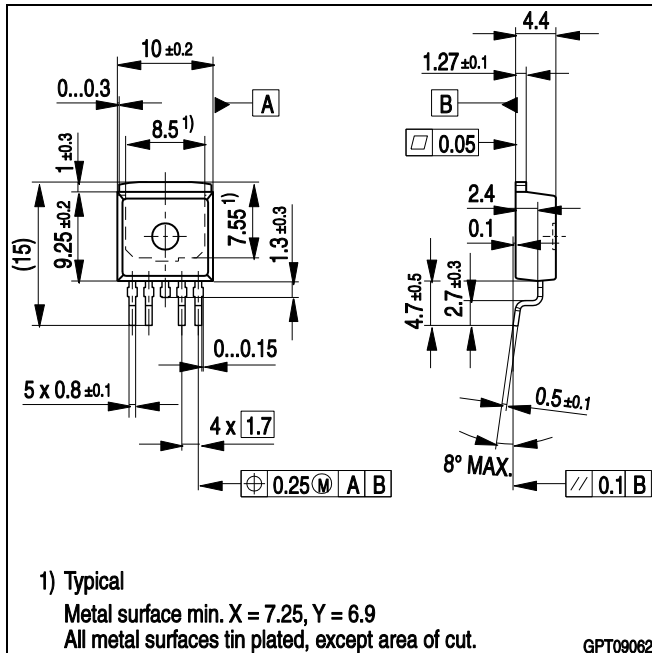 4.4
10 ±0.2
1.27 ±0.1
0...0.3
A
B
8.5 1)
⏥ 0.05
1 ±0.3
2.4
7.55 1)
(15)
9.25 ±0.2
1.3 ±0.3
0.1
4.7 ±0.5
2.7 ±0.3
0...0.15
5 x 0.8 ±0.1
0.5 ±0.1
4 x 1.7
8° MAX.
⌖ 0.25 Ⓜ A B
// 0.1 B
1) Typical
Metal surface min. X = 7.25, Y = 6.9
All metal surfaces tin plated, except area of cut.
GPT09062